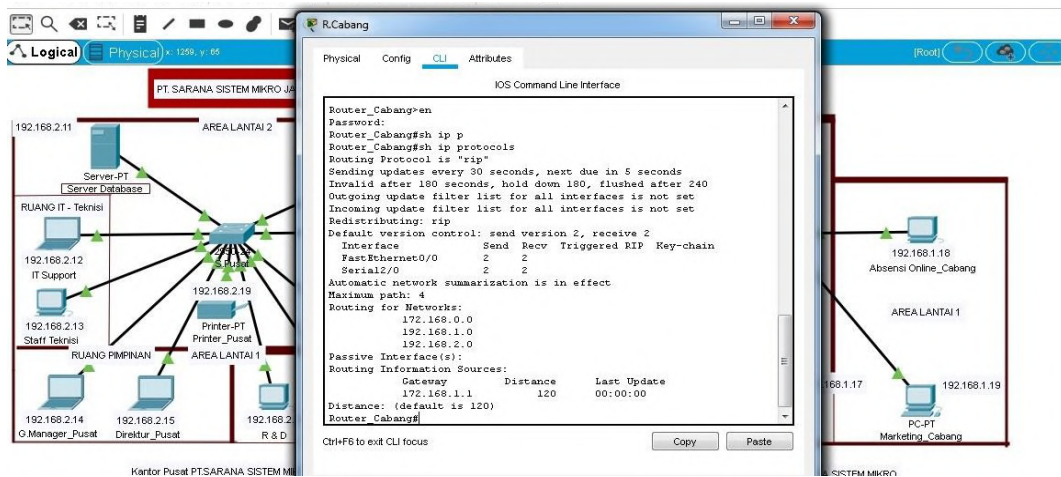 R.Cabang
Logical
Physical
x: 1259, y: 65
[Root]
PT. SARANA SISTEM MIKRO JA
192.168.2.11
AREA LANTAI 2
Server-PT
Server Database
RUANG IT - Teknisi
192.168.2.12
IT Support
S.Pusat
192.168.2.19
Printer-PT
Printer_Pusat
192.168.2.13
Staff Teknisi
RUANG PIMPINAN
AREA LANTAI 1
192.168.2.14
G.Manager_Pusat
192.168.2.15
Direktur_Pusat
192.168.2
R & D
Kantor Pusat PT.SARANA SISTEM MI
Physical
Config
CLI
Attributes
IOS Command Line Interface
Router_Cabang>en
Password:
Router_Cabang#sh ip p
Router_Cabang#sh ip protocols
Routing Protocol is "rip"
Sending updates every 30 seconds, next due in 5 seconds
Invalid after 180 seconds, hold down 180, flushed after 240
Outgoing update filter list for all interfaces is not set
Incoming update filter list for all interfaces is not set
Redistributing: rip
Default version control: send version 2, receive 2
Interface Send Recv Triggered RIP Key-chain
FastEthernet0/0 2 2
Serial2/0 2 2
Automatic network summarization is in effect
Maximum path: 4
Routing for Networks:
172.168.0.0
192.168.1.0
192.168.2.0
Passive Interface(s):
Routing Information Sources:
Gateway Distance Last Update
172.168.1.1 120 00:00:00
Distance: (default is 120)
Router_Cabang#
Ctrl+F6 to exit CLI focus
Copy
Paste
192.168.1.18
Absensi Online_Cabang
AREA LANTAI 1
168.1.17
192.168.1.19
PC-PT
Marketing_Cabang
A SISTEM MIKRO